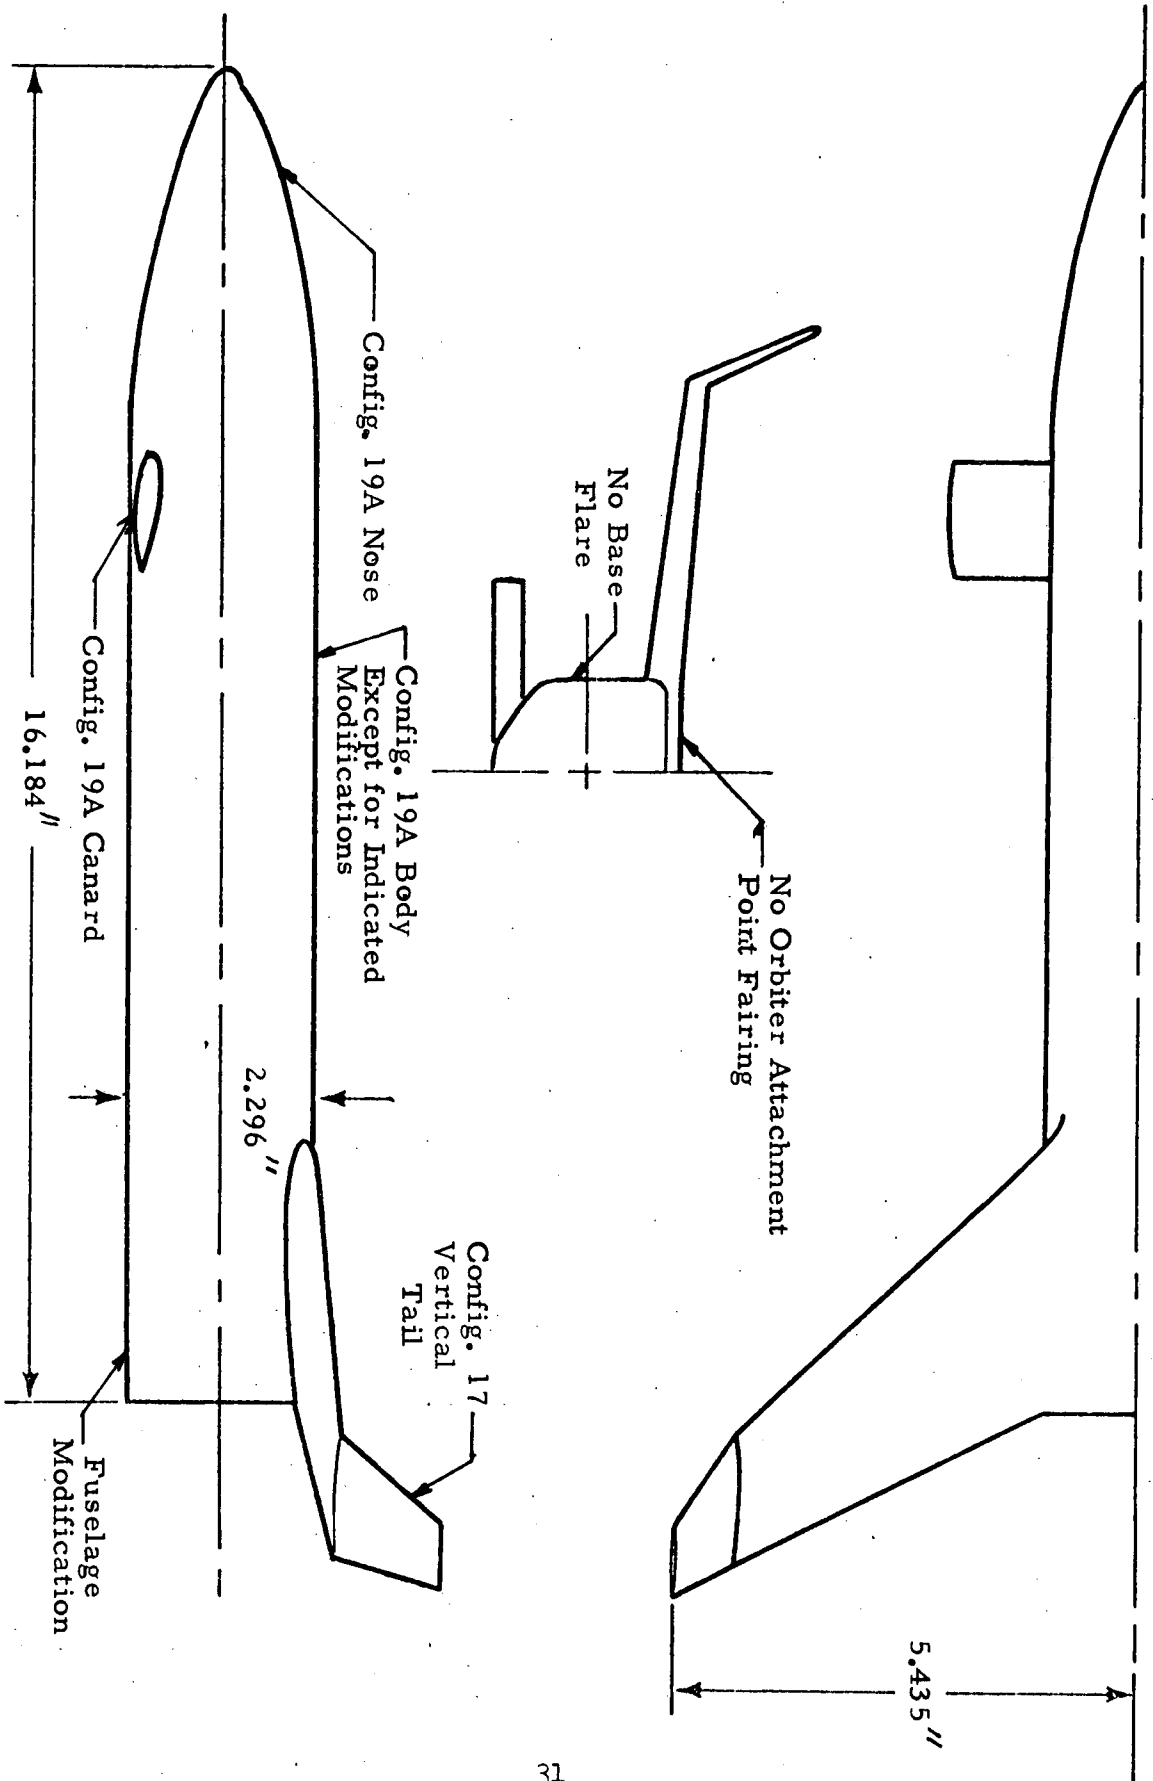 5.435"
No Orbiter Attachment
Point Fairing
No Base
Flare
Config. 19A Nose
Config. 19A Body
Except for Indicated
Modifications
Config. 17
Vertical
Tail
2.296"
Config. 19A Canard
16.184"
Fuselage
Modification
31